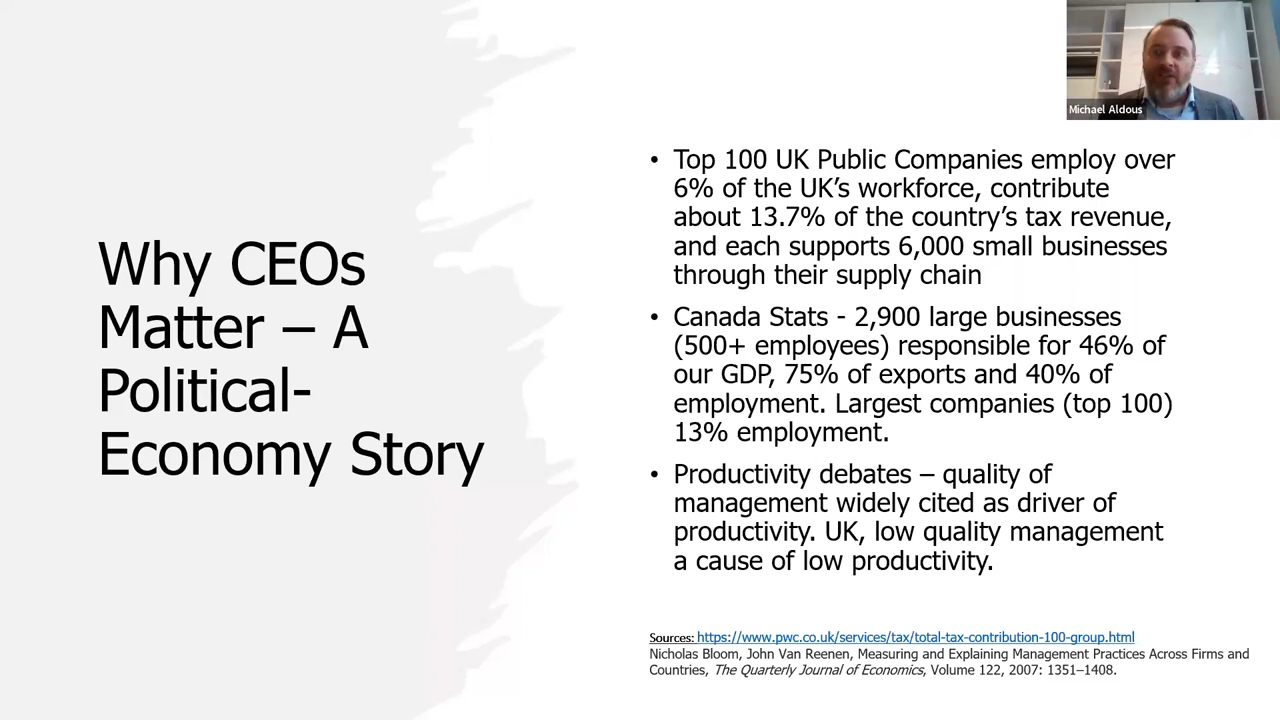 Michael Aldous
Why CEOs
Matter – A
Political-
Economy Story
• Top 100 UK Public Companies employ over
6% of the UK’s workforce, contribute
about 13.7% of the country’s tax revenue,
and each supports 6,000 small businesses
through their supply chain
• Canada Stats - 2,900 large businesses
(500+ employees) responsible for 46% of
our GDP, 75% of exports and 40% of
employment. Largest companies (top 100)
13% employment.
• Productivity debates – quality of
management widely cited as driver of
productivity. UK, low quality management
a cause of low productivity.
Sources: https://www.pwc.co.uk/services/tax/total-tax-contribution-100-group.html
Nicholas Bloom, John Van Reenen, Measuring and Explaining Management Practices Across Firms and
Countries, The Quarterly Journal of Economics, Volume 122, 2007: 1351–1408.